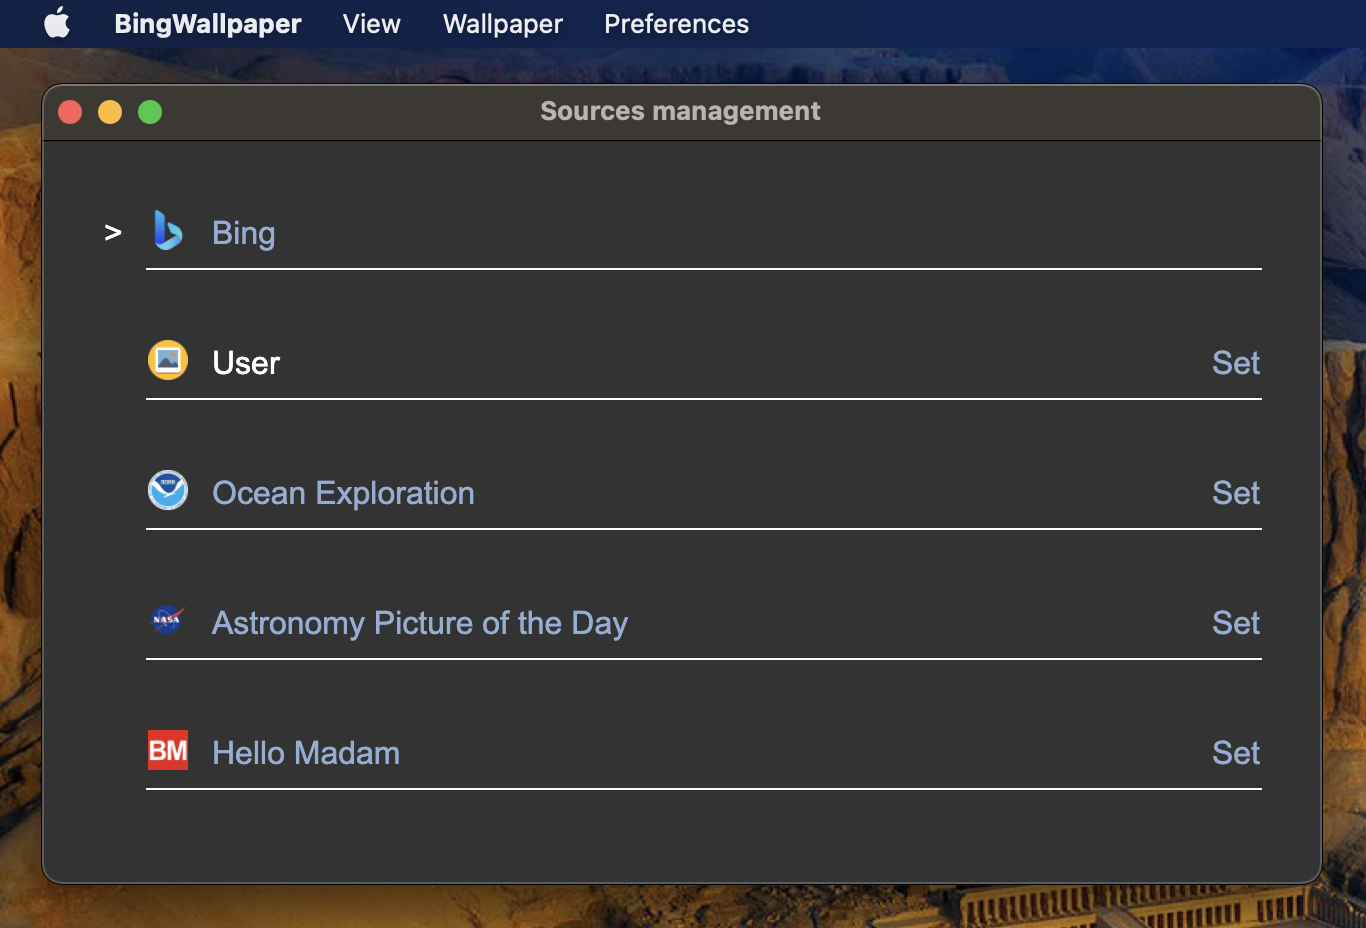 BingWallpaper View Wallpaper Preferences
Sources management
> Bing
User Set
NOAA
Ocean Exploration Set
NASA
Astronomy Picture of the Day Set
BM
Hello Madam Set